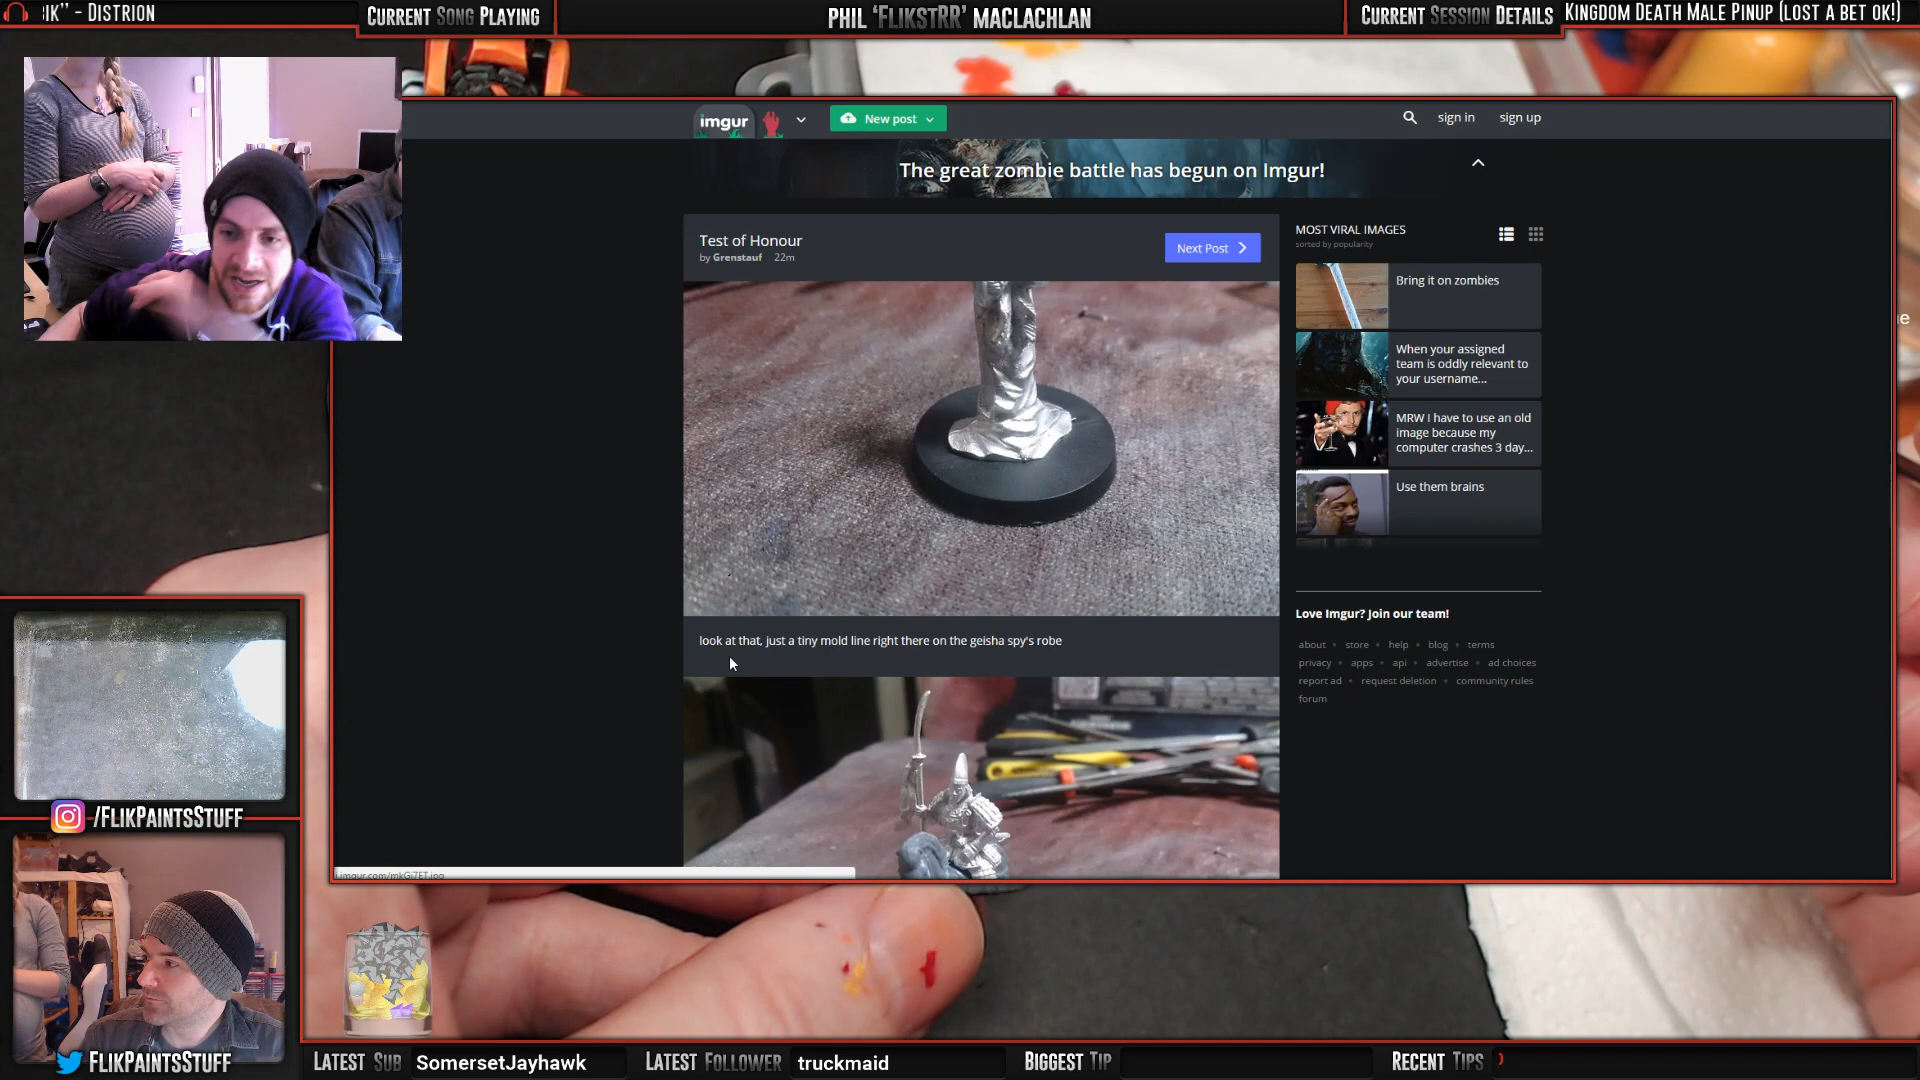 IK" - Distrion
Current Song Playing
Phil 'FlikstRR' Maclachlan
Current Session Details
Kingdom Death Male Pinup (lost a bet ok!)
imgur
New post
sign in
sign up
The great zombie battle has begun on Imgur!
Test of Honour
by Grenstauf 22m
Next Post
MOST VIRAL IMAGES
sorted by popularity
Bring it on zombies
When your assigned
team is oddly relevant to
your username...
MRW I have to use an old
image because my
computer crashes 3 day...
Use them brains
look at that, just a tiny mold line right there on the geisha spy's robe
Love Imgur? Join our team!
about • store • help • blog • terms
privacy • apps • api • advertise • ad choices
report ad • request deletion • community rules
forum
i.imgur.com/mkGi7ET.jpg
/FlikPaintsStuff
FlikPaintsStuff
Latest Sub SomersetJayhawk
Latest Follower truckmaid
Biggest Tip
Recent Tips